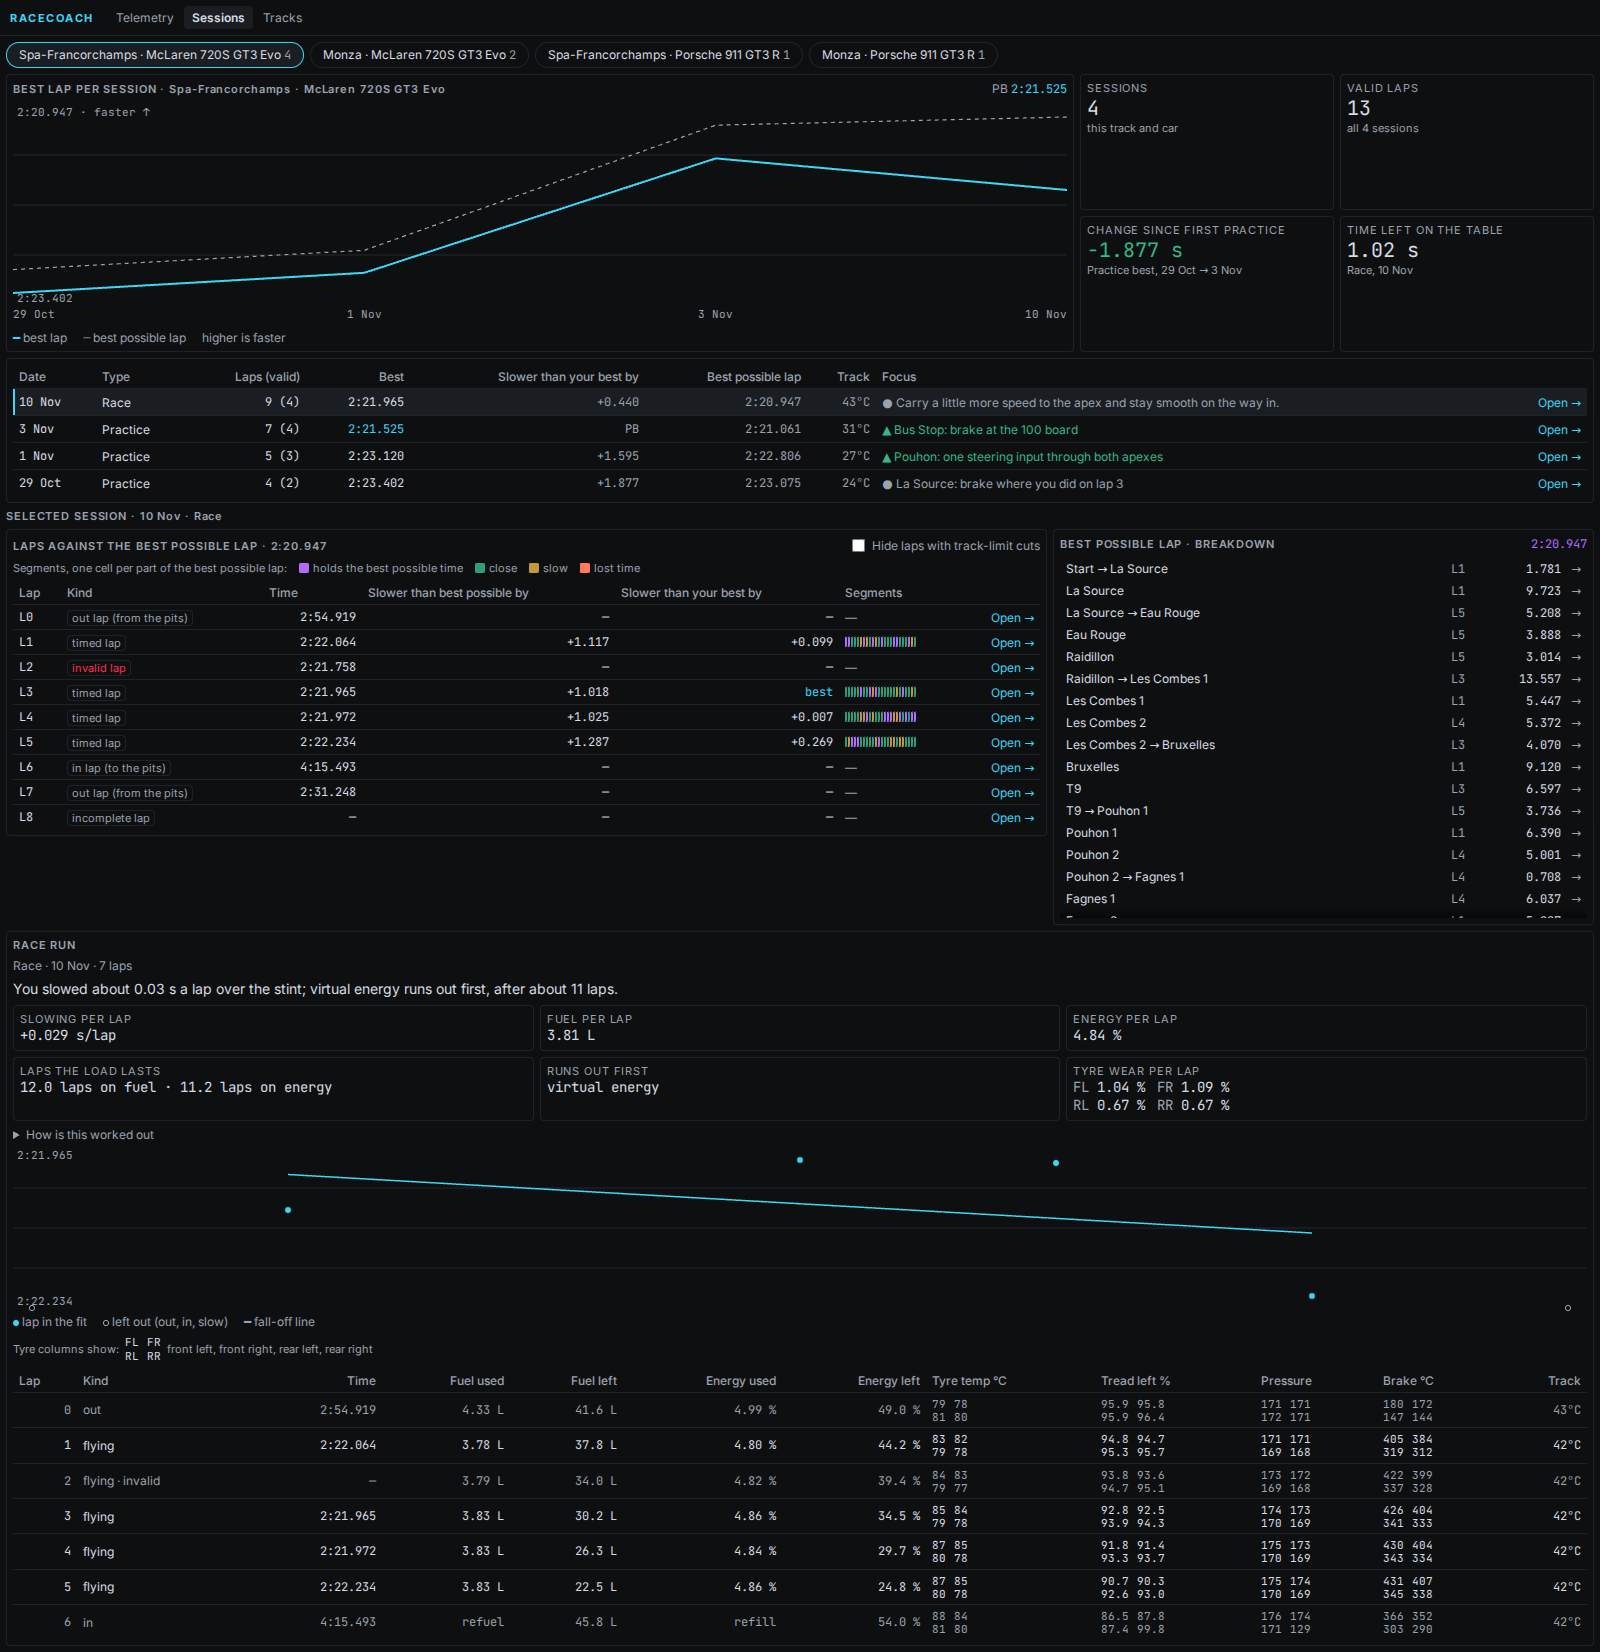 RACECOACH Telemetry Sessions Tracks
Spa-Francorchamps · McLaren 720S GT3 Evo 4 Monza · McLaren 720S GT3 Evo 2 Spa-Francorchamps · Porsche 911 GT3 R 1 Monza · Porsche 911 GT3 R 1
BEST LAP PER SESSION · Spa-Francorchamps · McLaren 720S GT3 Evo PB 2:21.525
2:20.947 · faster ↑
2:23.402
29 Oct 1 Nov 3 Nov 10 Nov
best lap best possible lap higher is faster
SESSIONS
4
this track and car
VALID LAPS
13
all 4 sessions
CHANGE SINCE FIRST PRACTICE
-1.877 s
Practice best, 29 Oct → 3 Nov
TIME LEFT ON THE TABLE
1.02 s
Race, 10 Nov
Date Type Laps (valid) Best Slower than your best by Best possible lap Track Focus
10 Nov Race 9 (4) 2:21.965 +0.440 2:20.947 43°C ● Carry a little more speed to the apex and stay smooth on the way in. Open →
3 Nov Practice 7 (4) 2:21.525 PB 2:21.061 31°C ▲ Bus Stop: brake at the 100 board Open →
1 Nov Practice 5 (3) 2:23.120 +1.595 2:22.806 27°C ▲ Pouhon: one steering input through both apexes Open →
29 Oct Practice 4 (2) 2:23.402 +1.877 2:23.075 24°C ● La Source: brake where you did on lap 3 Open →
SELECTED SESSION · 10 Nov · Race
LAPS AGAINST THE BEST POSSIBLE LAP · 2:20.947 Hide laps with track-limit cuts
Segments, one cell per part of the best possible lap: holds the best possible time close slow lost time
Lap Kind Time Slower than best possible by Slower than your best by Segments
L0 out lap (from the pits) 2:54.919 — — — Open →
L1 timed lap 2:22.064 +1.117 +0.099 Open →
L2 invalid lap 2:21.758 — — — Open →
L3 timed lap 2:21.965 +1.018 best Open →
L4 timed lap 2:21.972 +1.025 +0.007 Open →
L5 timed lap 2:22.234 +1.287 +0.269 Open →
L6 in lap (to the pits) 4:15.493 — — — Open →
L7 out lap (from the pits) 2:31.248 — — — Open →
L8 incomplete lap — — — — Open →
BEST POSSIBLE LAP · BREAKDOWN 2:20.947
Start → La Source L1 1.781 →
La Source L1 9.723 →
La Source → Eau Rouge L5 5.208 →
Eau Rouge L5 3.888 →
Raidillon L5 3.014 →
Raidillon → Les Combes 1 L3 13.557 →
Les Combes 1 L1 5.447 →
Les Combes 2 L4 5.372 →
Les Combes 2 → Bruxelles L3 4.070 →
Bruxelles L1 9.120 →
T9 L3 6.597 →
T9 → Pouhon 1 L5 3.736 →
Pouhon 1 L1 6.390 →
Pouhon 2 L4 5.001 →
Pouhon 2 → Fagnes 1 L4 0.708 →
Fagnes 1 L4 6.037 →
RACE RUN
Race · 10 Nov · 7 laps
You slowed about 0.03 s a lap over the stint; virtual energy runs out first, after about 11 laps.
SLOWING PER LAP
+0.029 s/lap
FUEL PER LAP
3.81 L
ENERGY PER LAP
4.84 %
LAPS THE LOAD LASTS
12.0 laps on fuel · 11.2 laps on energy
RUNS OUT FIRST
virtual energy
TYRE WEAR PER LAP
FL 1.04 % FR 1.09 %
RL 0.67 % RR 0.67 %
▶ How is this worked out
2:21.965
2:22.234
lap in the fit left out (out, in, slow) fall-off line
Tyre columns show: FL FR front left, front right, rear left, rear right
RL RR
Lap Kind Time Fuel used Fuel left Energy used Energy left Tyre temp °C Tread left % Pressure Brake °C Track
0 out 2:54.919 4.33 L 41.6 L 4.99 % 49.0 % 79 78 95.9 95.8 171 171 180 172 43°C
81 80 95.9 96.4 172 171 147 144
1 flying 2:22.064 3.78 L 37.8 L 4.80 % 44.2 % 83 82 94.8 94.7 171 171 405 384 42°C
79 78 95.3 95.7 169 168 319 312
2 flying · invalid — 3.79 L 34.0 L 4.82 % 39.4 % 84 83 93.8 93.6 173 172 422 399 42°C
79 77 94.7 95.1 169 168 337 328
3 flying 2:21.965 3.83 L 30.2 L 4.86 % 34.5 % 85 84 92.8 92.5 174 173 426 404 42°C
79 78 93.9 94.3 170 169 341 333
4 flying 2:21.972 3.83 L 26.3 L 4.84 % 29.7 % 87 85 91.8 91.4 175 173 430 404 42°C
80 78 93.3 93.7 170 169 343 334
5 flying 2:22.234 3.83 L 22.5 L 4.86 % 24.8 % 87 85 90.7 90.3 175 174 431 407 42°C
80 78 92.6 93.0 170 169 345 338
6 in 4:15.493 refuel 45.8 L refill 54.0 % 88 84 86.5 87.8 176 174 366 352 42°C
81 80 87.4 99.8 171 129 303 290